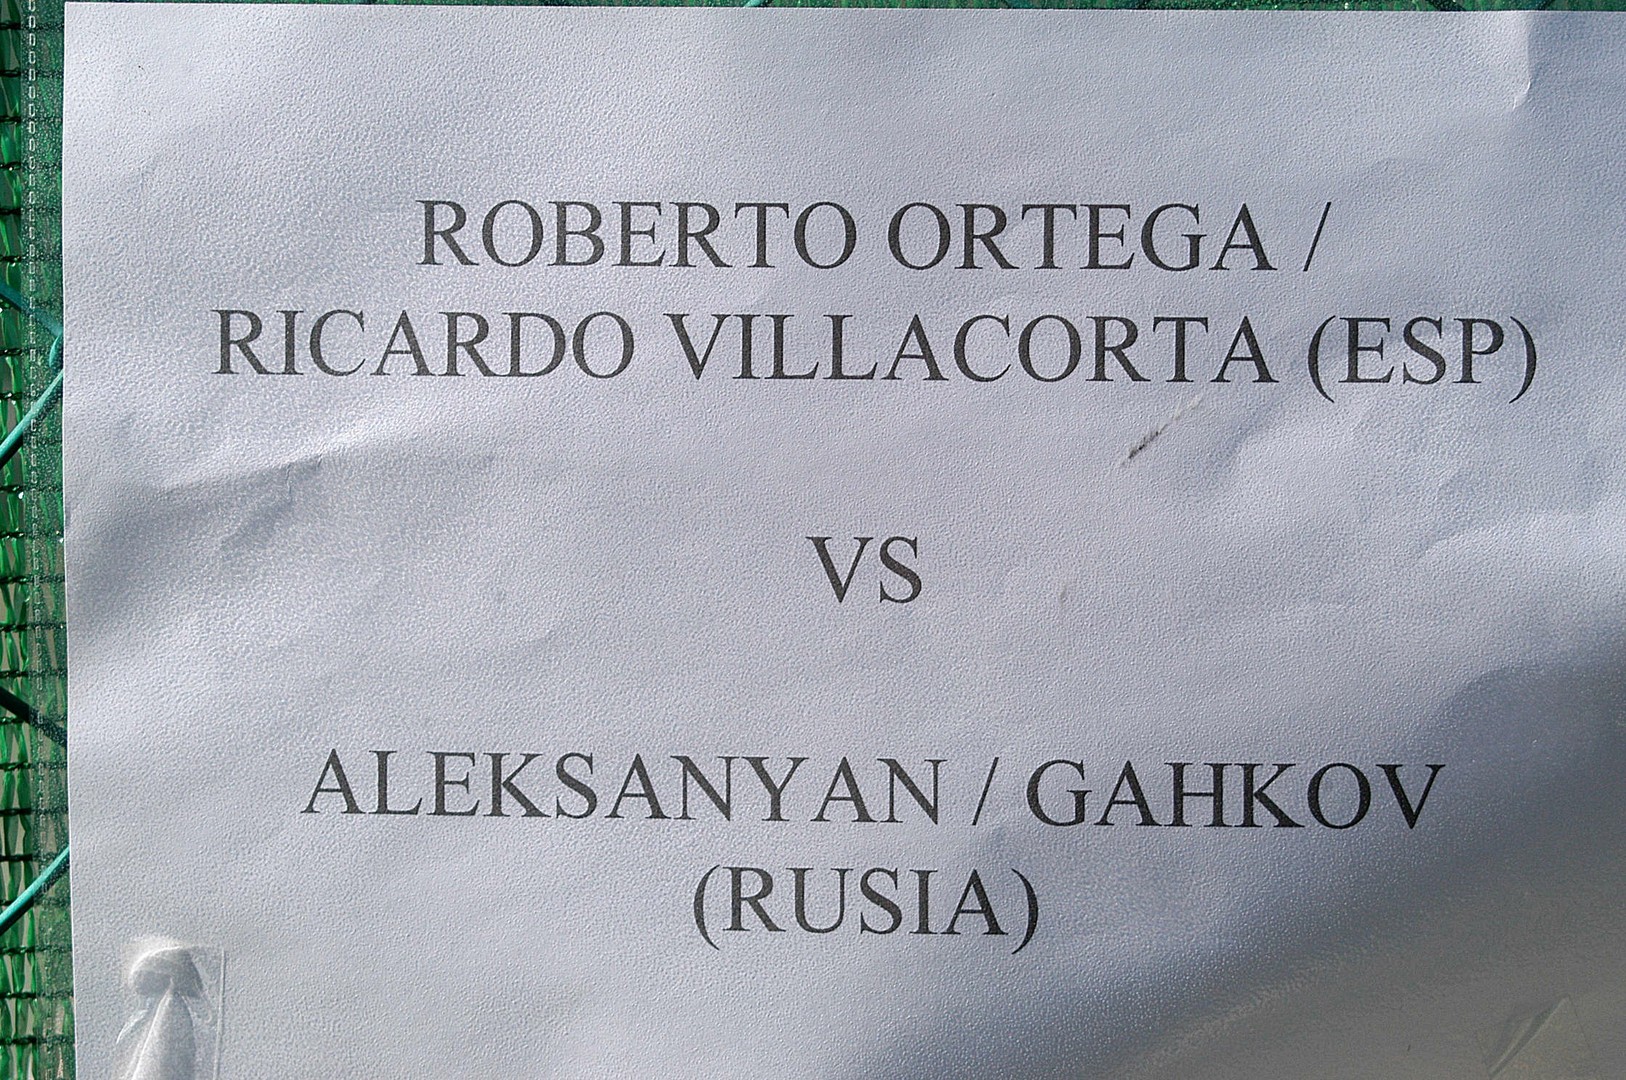 ROBERTO ORTEGA /
RICARDO VILLACORTA (ESP)
VS
ALEKSANYAN / GAHKOV
(RUSIA)